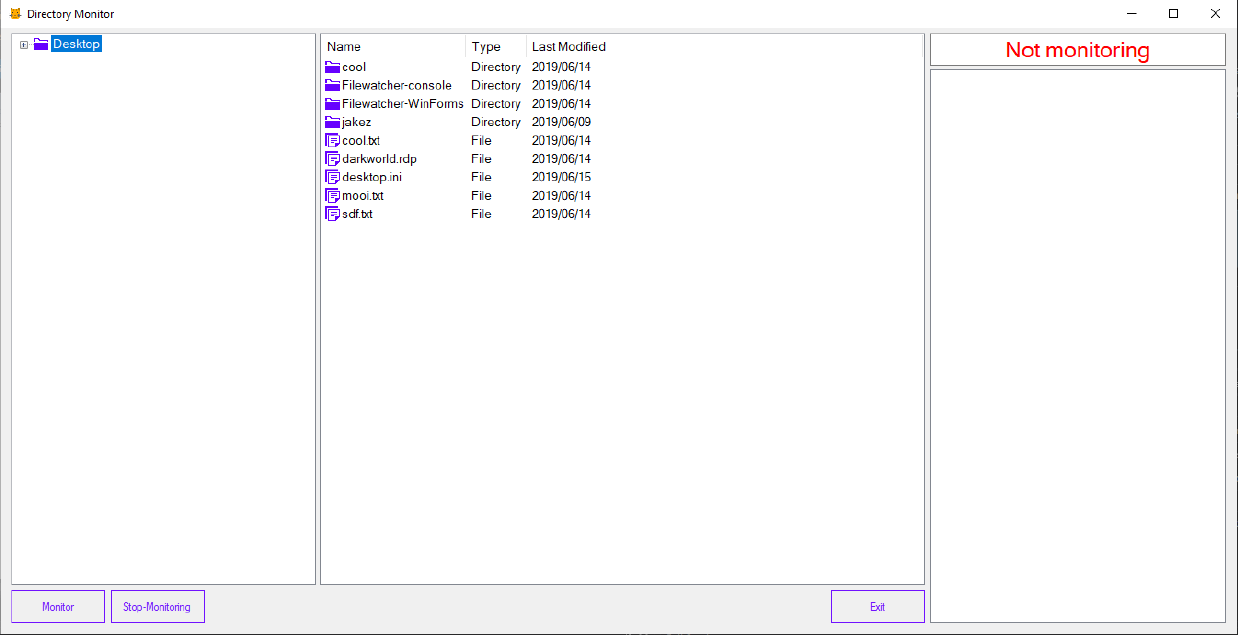 Directory Monitor
Desktop
Name Type Last Modified
cool Directory 2019/06/14
Filewatcher-console Directory 2019/06/14
Filewatcher-WinForms Directory 2019/06/14
jakez Directory 2019/06/09
cool.txt File 2019/06/14
darkworld.rdp File 2019/06/14
desktop.ini File 2019/06/15
mooi.txt File 2019/06/14
sdf.txt File 2019/06/14
Not monitoring
Monitor Stop-Monitoring Exit